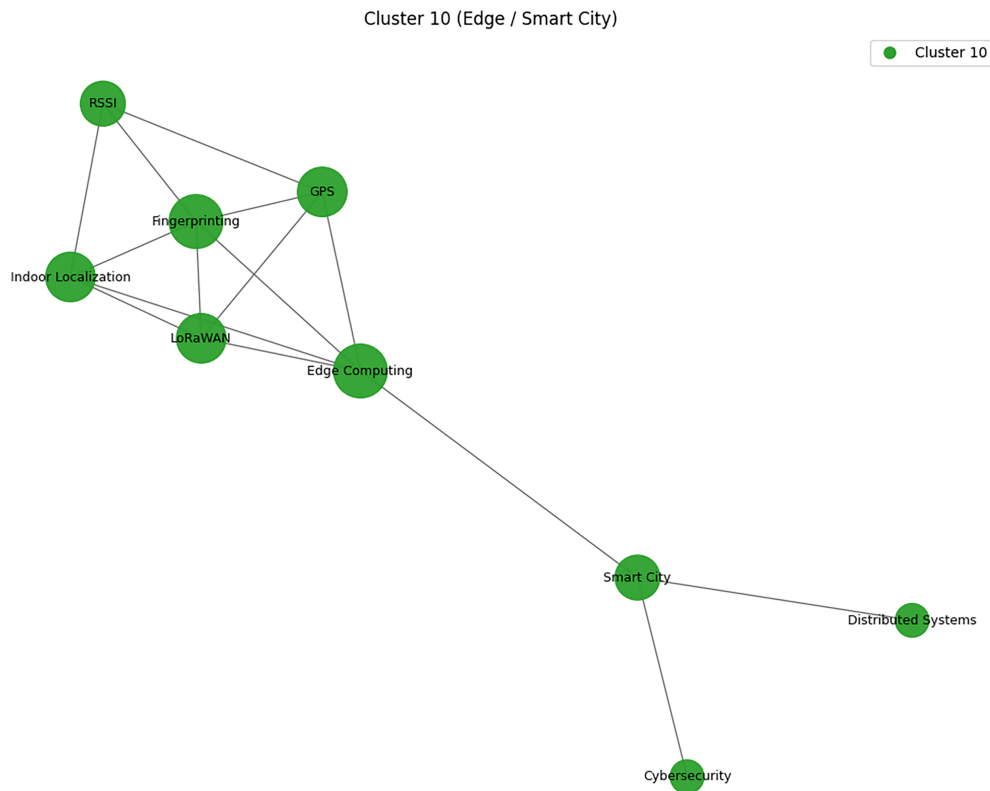 Cluster 10 (Edge / Smart City)
Cluster 10
RSSI
GPS
Fingerprinting
Indoor Localization
LoRaWAN
Edge Computing
Smart City
Distributed Systems
Cybersecurity